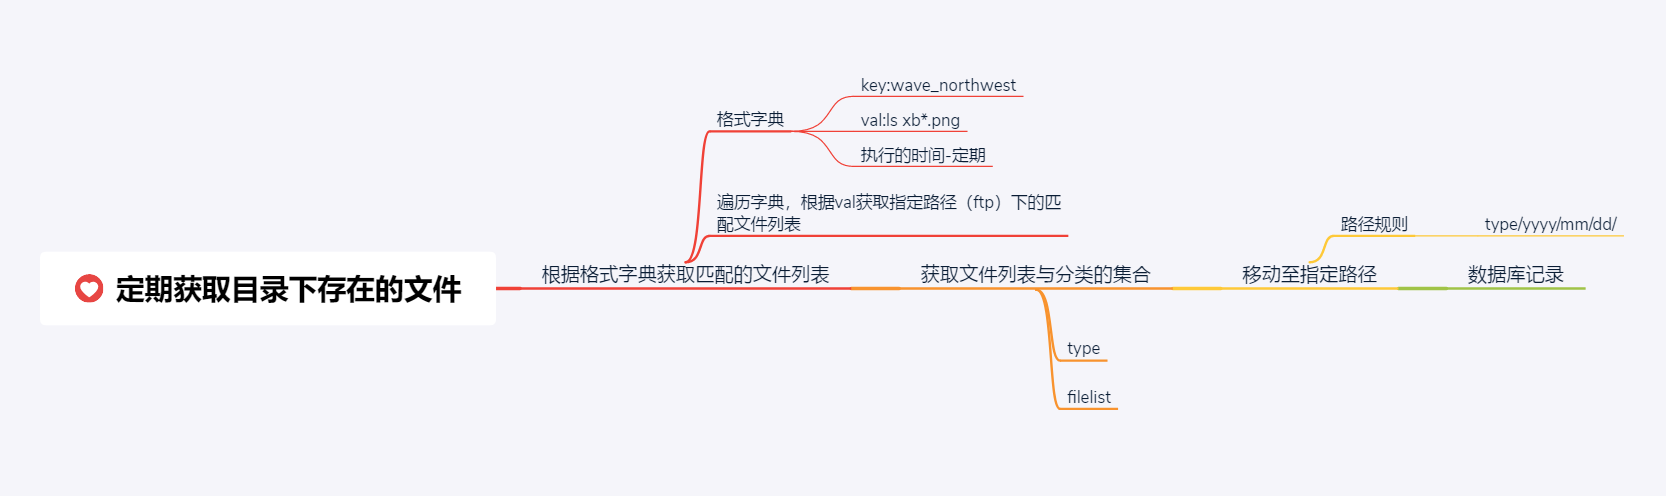 定期获取目录下存在的文件
根据格式字典获取匹配的文件列表
格式字典
key:wave_northwest
val:ls xb*.png
执行的时间-定期
遍历字典，根据val获取指定路径（ftp）下的匹
配文件列表
获取文件列表与分类的集合
type
filelist
移动至指定路径
路径规则
type/yyyy/mm/dd/
数据库记录